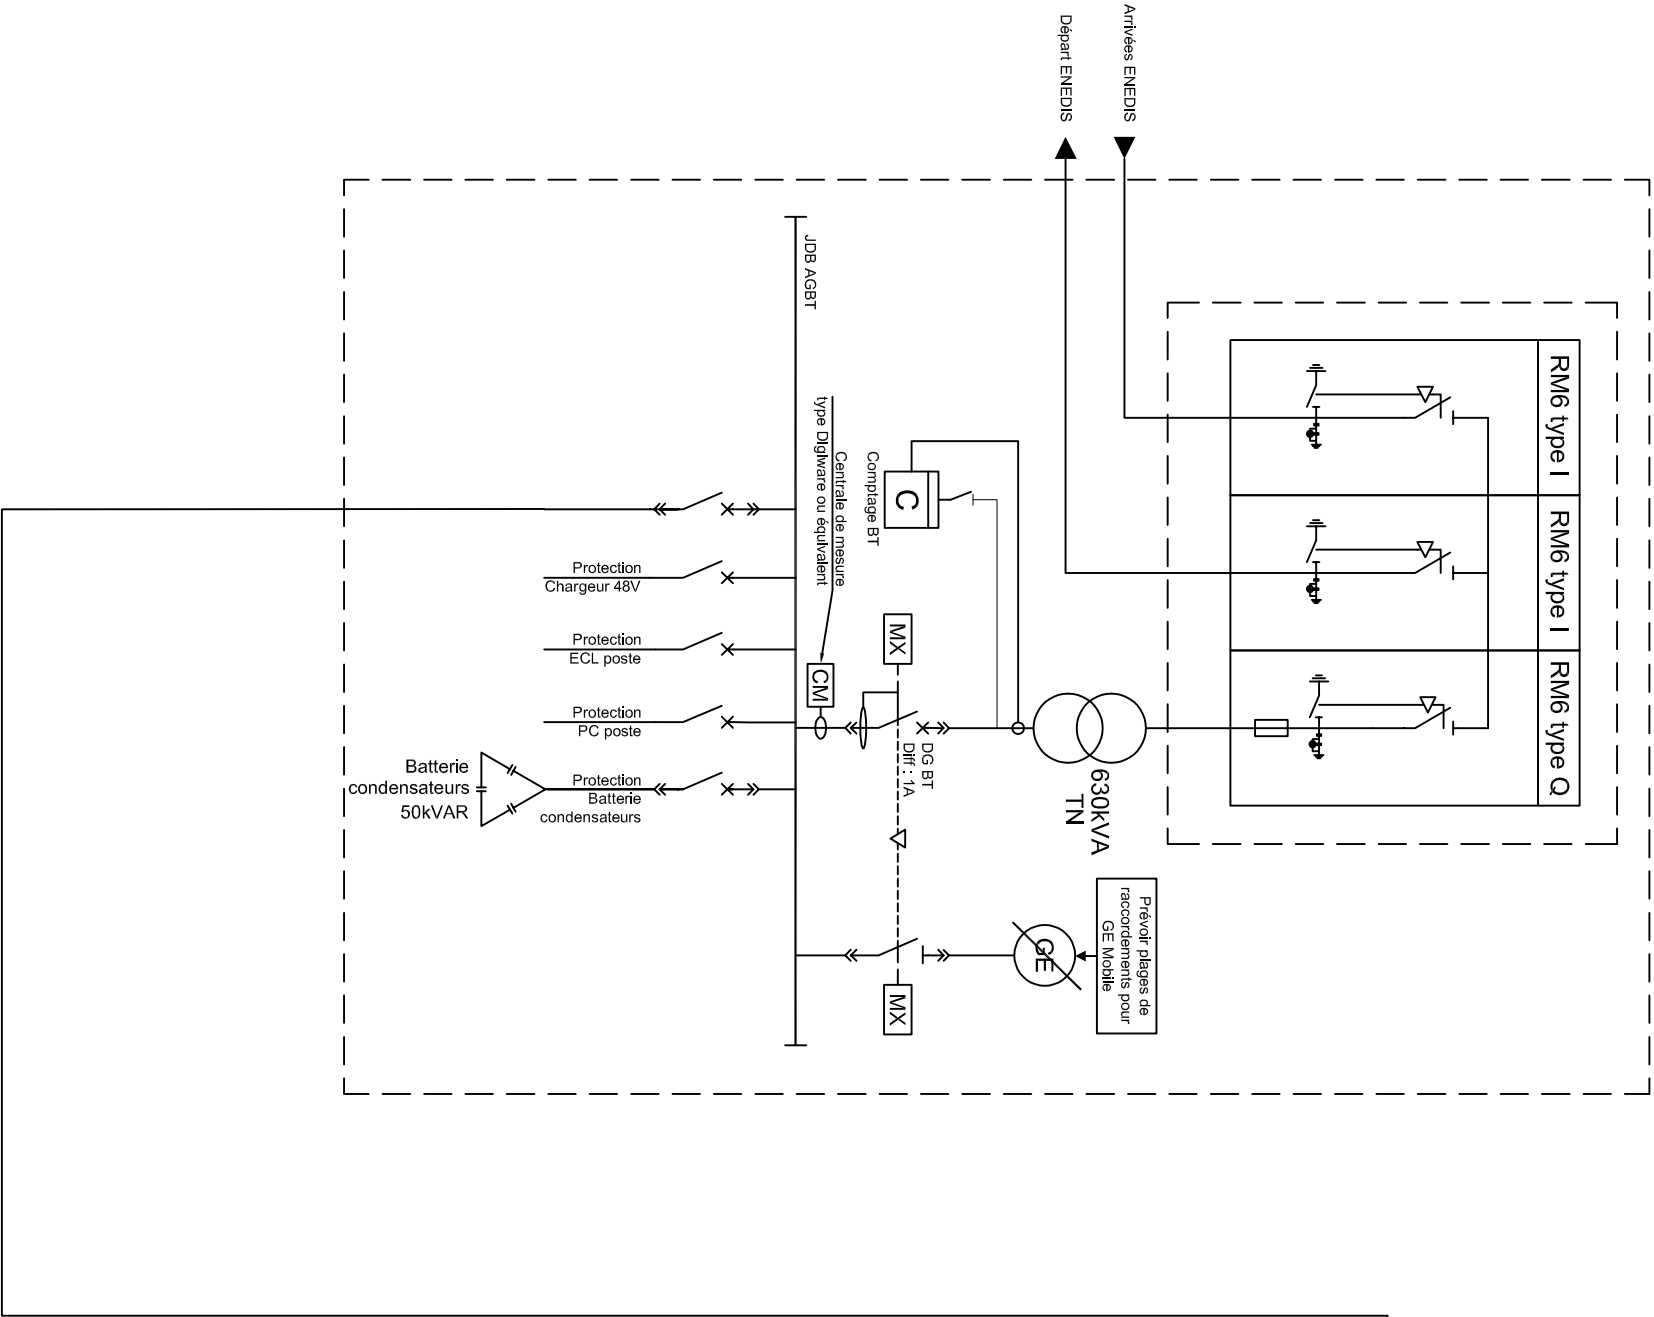 Arrivées ENEDIS
Départ ENEDIS
RM6 type I
RM6 type I
RM6 type Q
JDB AGBT
Centrale de mesure
type Digiware ou équivalent
Comptage BT
C
MX
CM
DG BT
Diff : 1A
630kVA
TN
Prévoir plages de
raccordements pour
GE Mobile
GE
MX
Protection
Chargeur 48V
Protection
ECL poste
Protection
PC poste
Protection
Batterie
condensateurs
Batterie
condensateurs
50kVAR